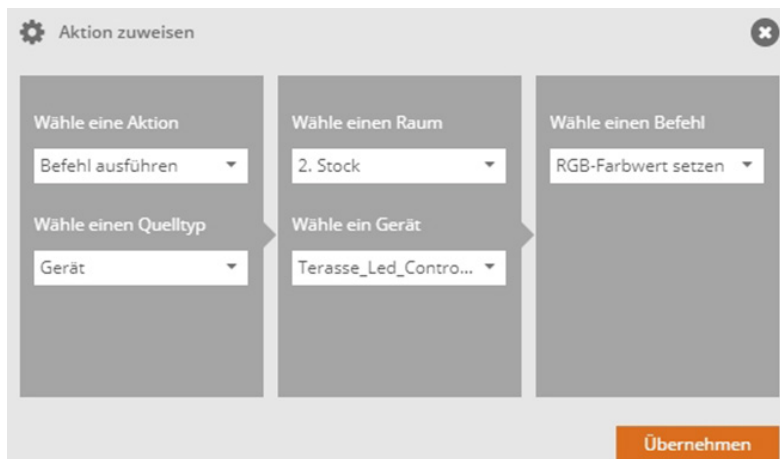 Aktion zuweisen
Wähle eine Aktion
Befehl ausführen
Wähle einen Quelltyp
Gerät
Wähle einen Raum
2. Stock
Wähle ein Gerät
Terasse_Led_Contro...
Wähle einen Befehl
RGB-Farbwert setzen
Übernehmen